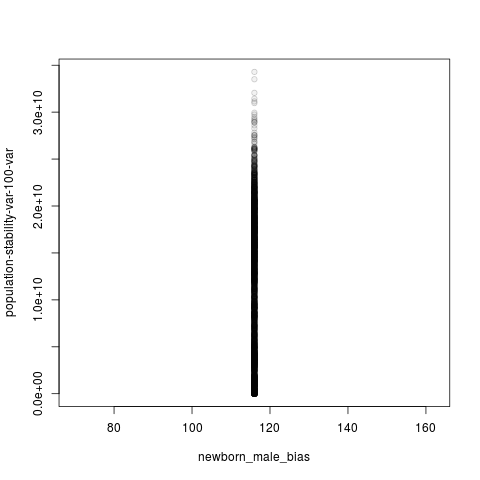 population-stability-var-100-var
3.0e+10
2.0e+10
1.0e+10
0.0e+00
80
100
120
140
160
newborn_male_bias